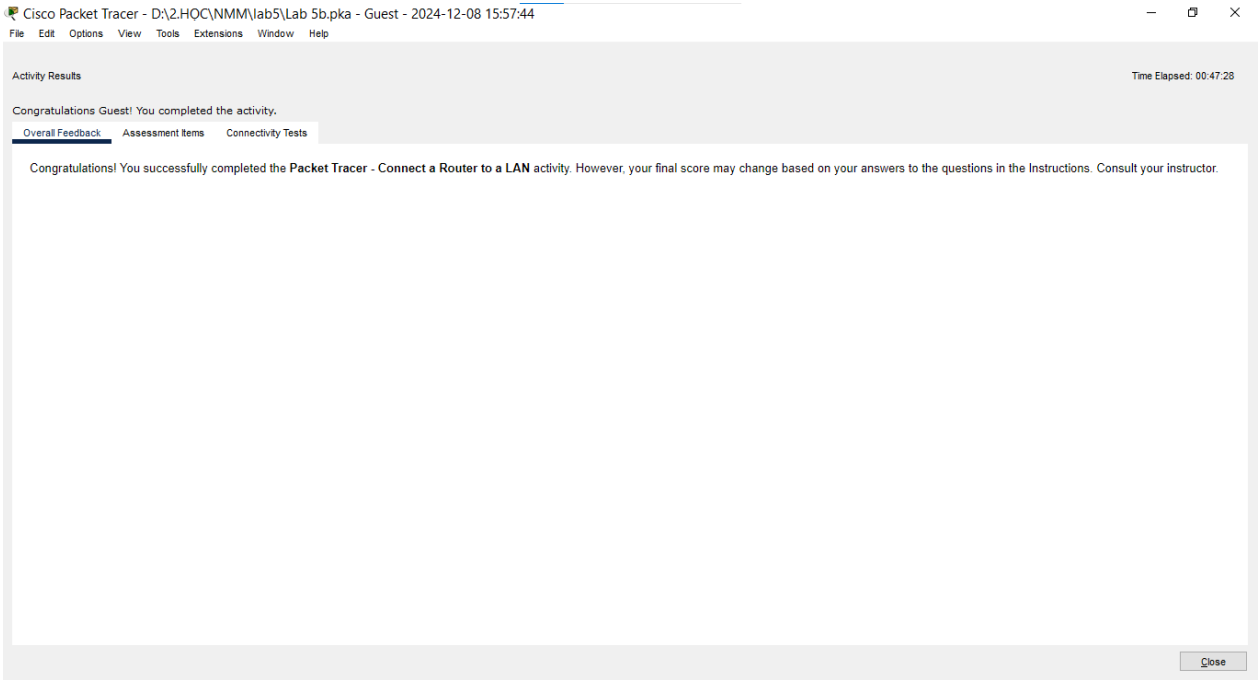 Cisco Packet Tracer - D:\2.HỌC\NMM\lab5\Lab 5b.pka - Guest - 2024-12-08 15:57:44
File Edit Options View Tools Extensions Window Help
Activity Results
Time Elapsed: 00:47:28
Congratulations Guest! You completed the activity.
Overall Feedback Assessment Items Connectivity Tests
Congratulations! You successfully completed the Packet Tracer - Connect a Router to a LAN activity. However, your final score may change based on your answers to the questions in the Instructions. Consult your instructor.
Close